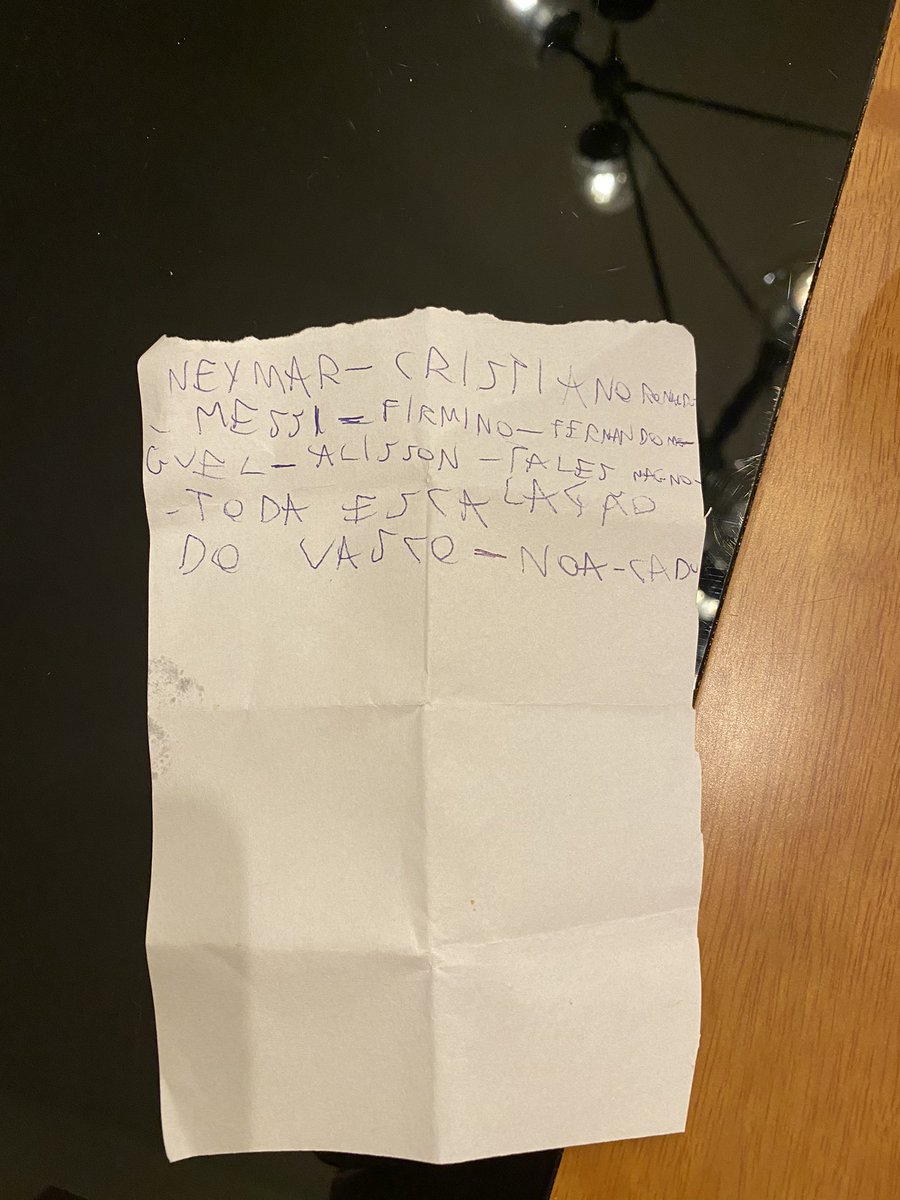 NEYMAR- CRISTIANO RONALDO
- MESSI - FIRMINO - FERNANDO MI-
GUEL - ALISSON - TALES MAGNO-
-TODA ESCALAÇÃO
DO VASCO - NOA-CADU